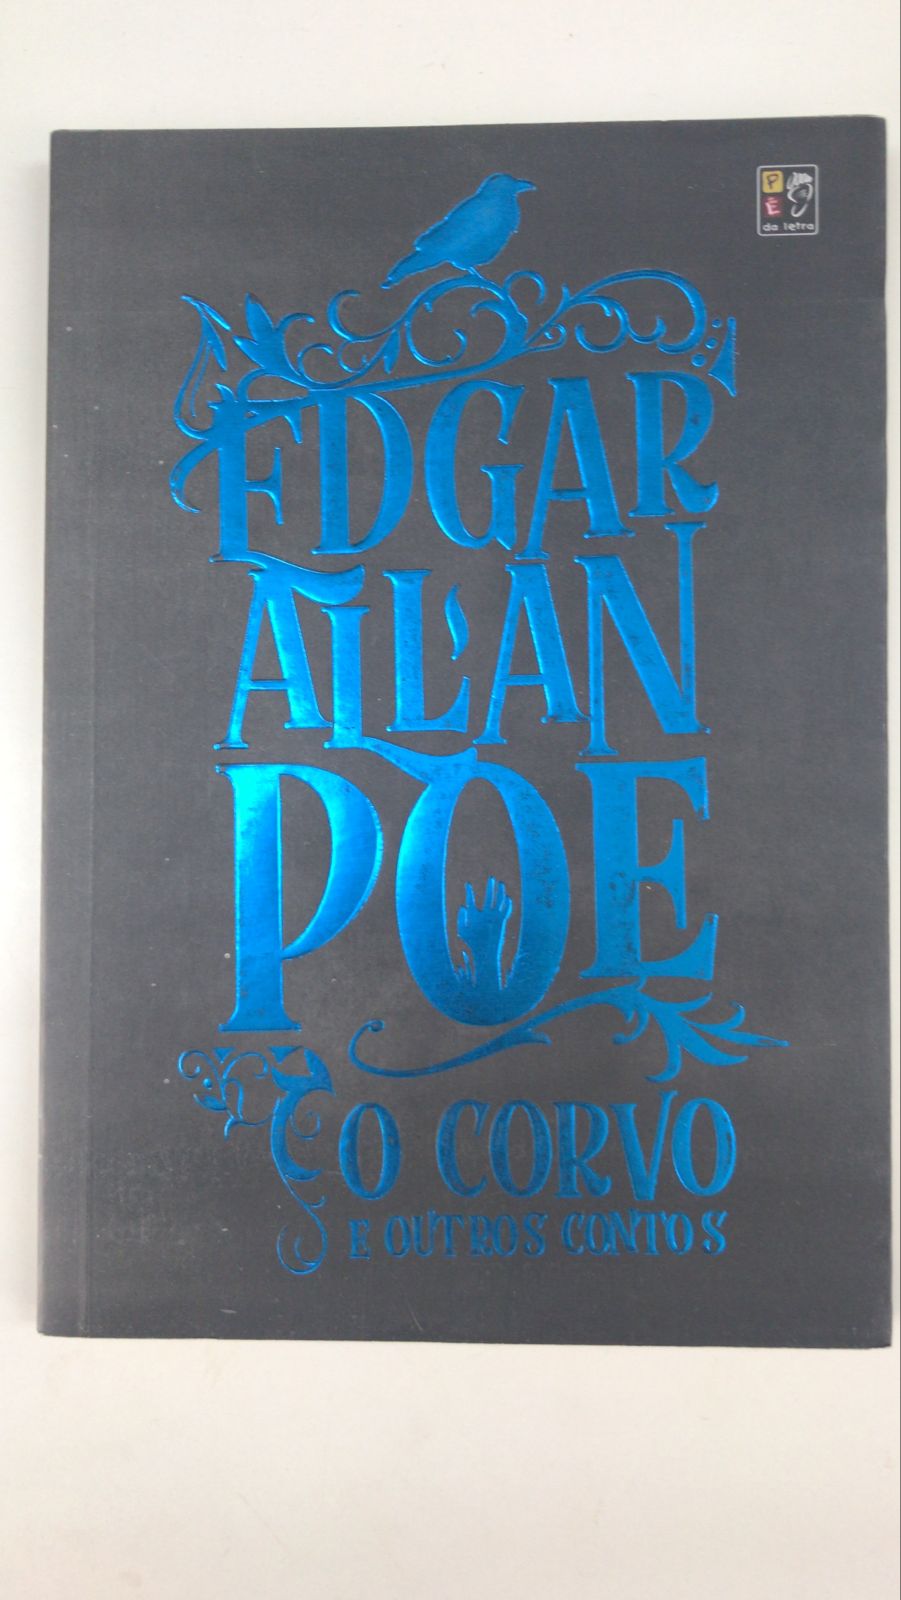 PÉ
da letra
EDGAR
ALLAN
POE
O CORVO
E OUTROS CONTOS